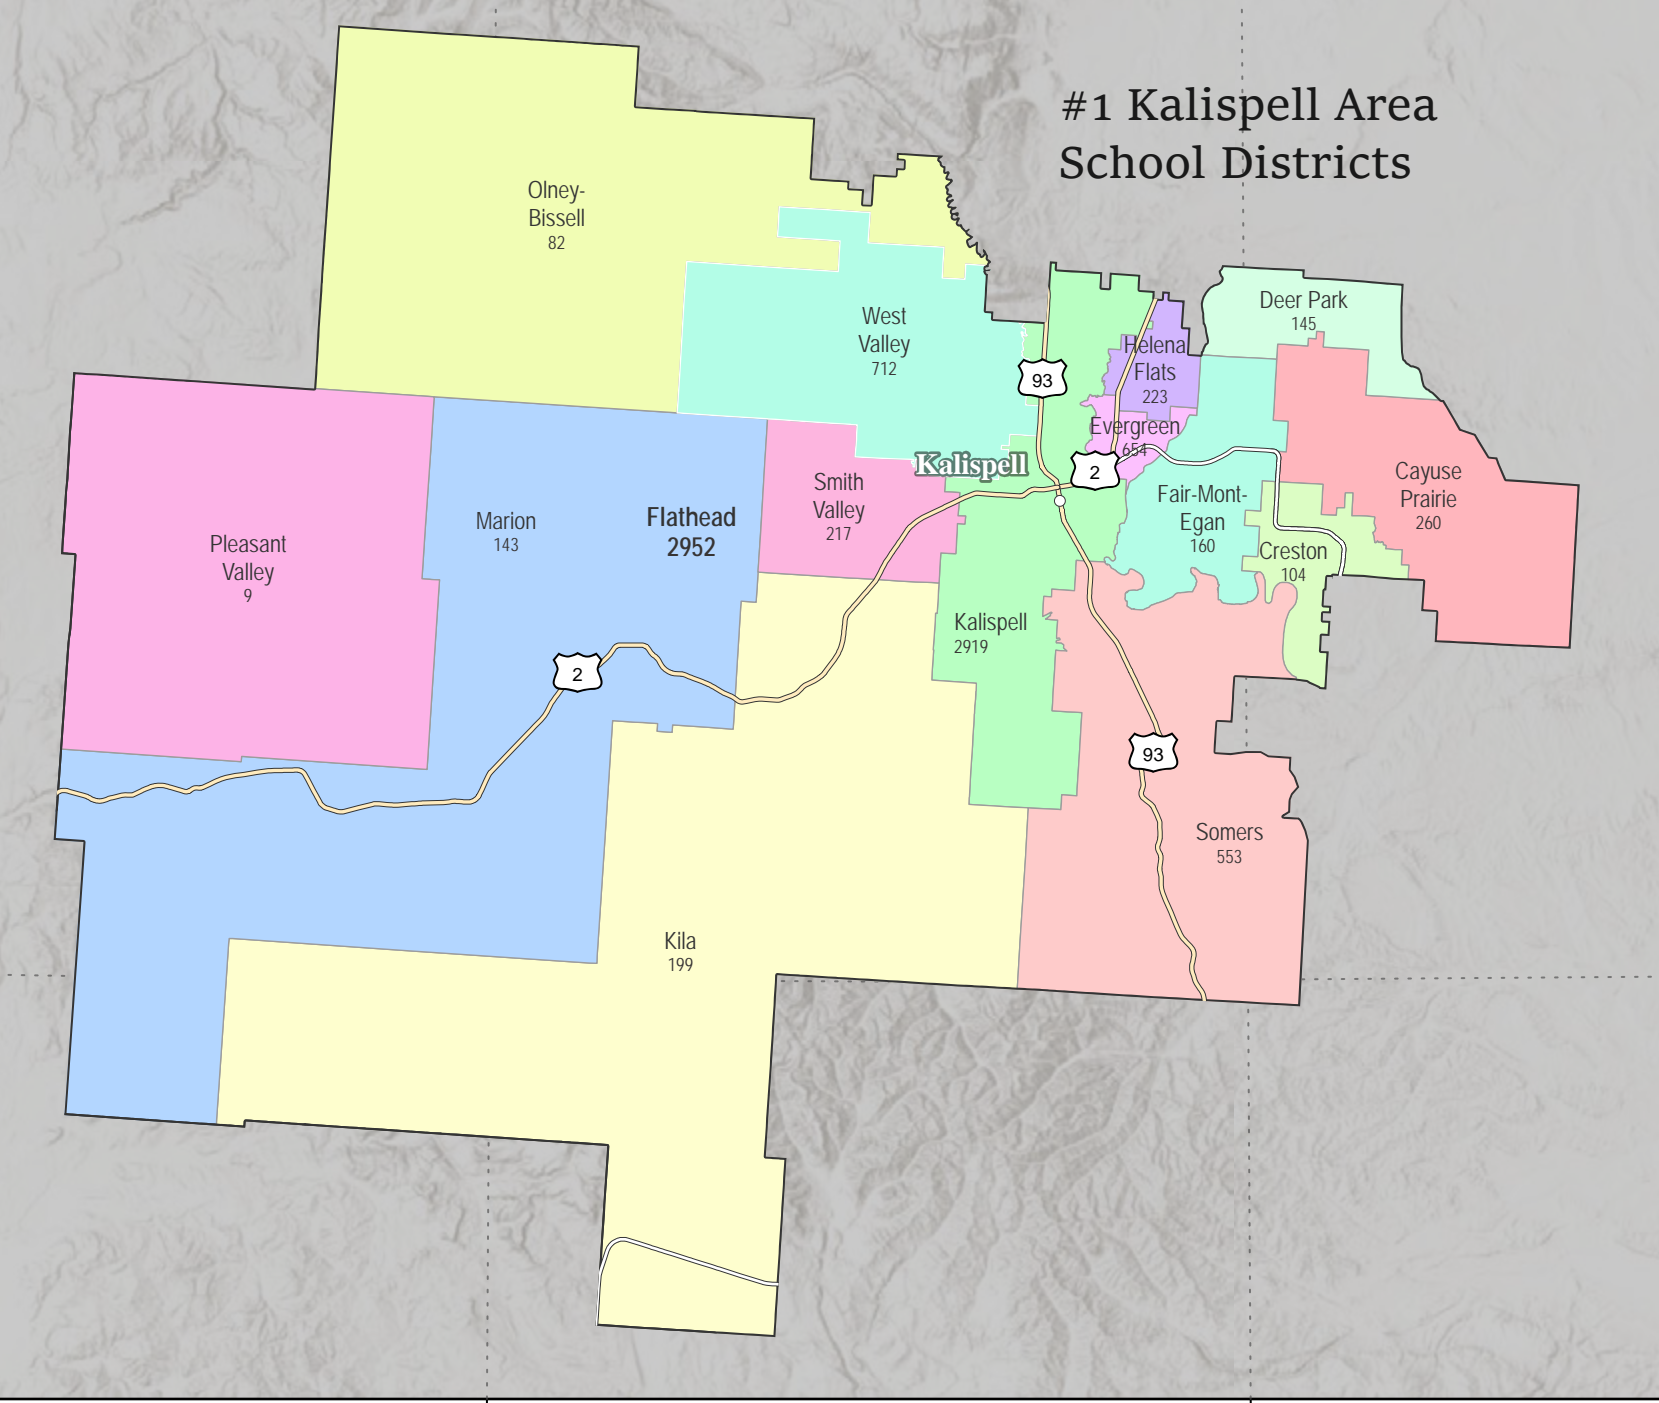 #1 Kalispell Area
School Districts
Olney-
Bissell
82
West
Valley
712
Deer Park
145
Helena
Flats
223
93
Evergreen
654
2
Kalispell
Smith
Valley
217
Cayuse
Prairie
260
Fair-Mont-
Egan
160
Creston
104
Flathead
2952
Marion
143
Pleasant
Valley
9
Kalispell
2919
2
93
Somers
553
Kila
199